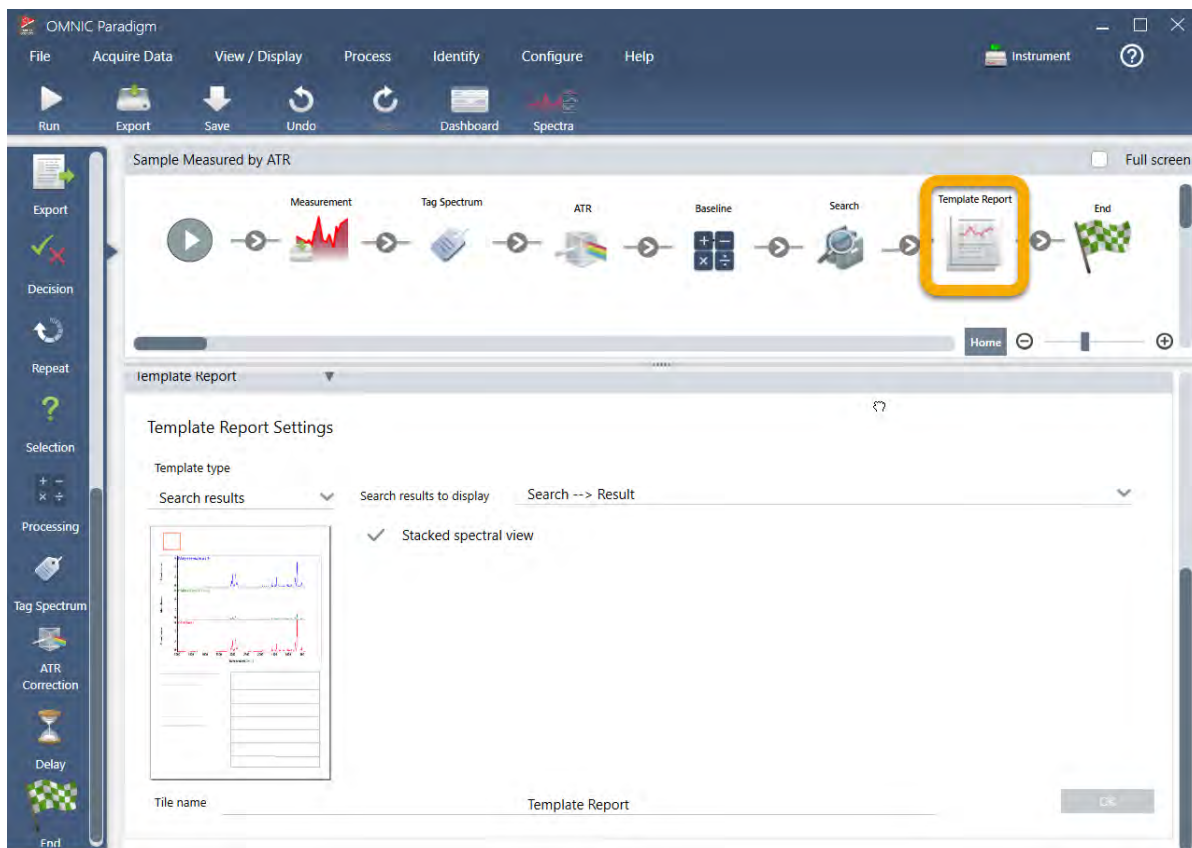 OMNIC Paradigm
File Acquire Data View / Display Process Identify Configure Help Instrument
Run Export Save Undo Dashboard Spectra
Sample Measured by ATR Full screen
Export
Decision
Repeat
Selection
Processing
Tag Spectrum
ATR
Correction
Delay
End
Measurement Tag Spectrum ATR Baseline Search Template Report End
Home
Template Report
Template Report Settings
Template type
Search results Search results to display Search --> Result
Stacked spectral view
Tile name Template Report OK